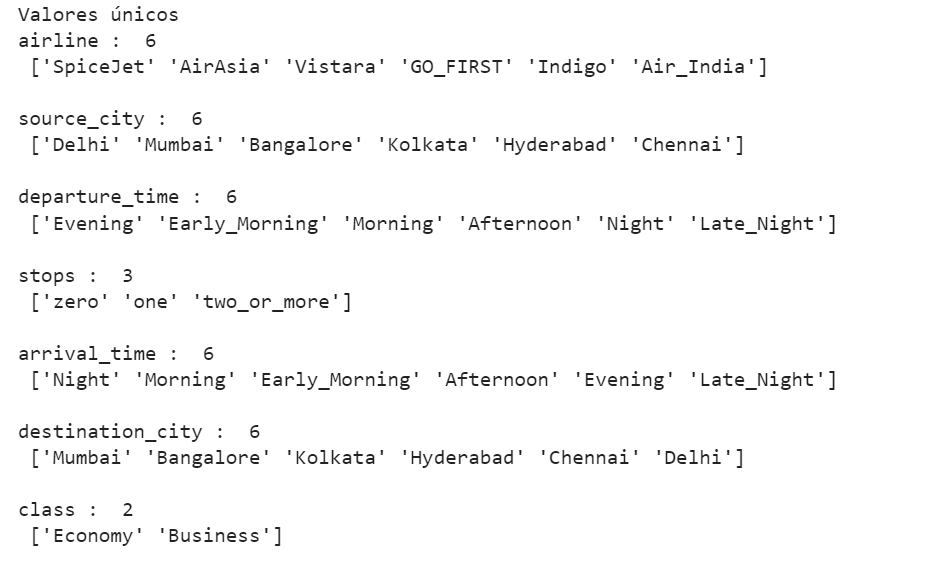 Valores únicos
airline :  6
 ['SpiceJet' 'AirAsia' 'Vistara' 'GO_FIRST' 'Indigo' 'Air_India']
source_city :  6
 ['Delhi' 'Mumbai' 'Bangalore' 'Kolkata' 'Hyderabad' 'Chennai']
departure_time :  6
 ['Evening' 'Early_Morning' 'Morning' 'Afternoon' 'Night' 'Late_Night']
stops :  3
 ['zero' 'one' 'two_or_more']
arrival_time :  6
 ['Night' 'Morning' 'Early_Morning' 'Afternoon' 'Evening' 'Late_Night']
destination_city :  6
 ['Mumbai' 'Bangalore' 'Kolkata' 'Hyderabad' 'Chennai' 'Delhi']
class :  2
 ['Economy' 'Business']